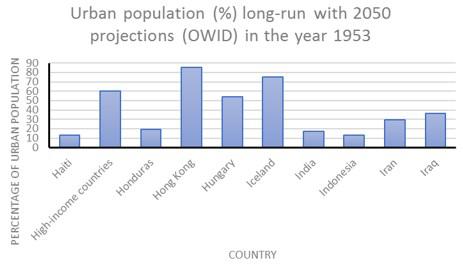 Urban population (%) long-run with 2050
projections (OWID) in the year 1953
PERCENTAGE OF URBAN POPULATION
90
80
70
60
50
40
30
20
10
0
Haiti
High-income countries
Honduras
Hong Kong
Hungary
Iceland
India
Indonesia
Iran
Iraq
COUNTRY